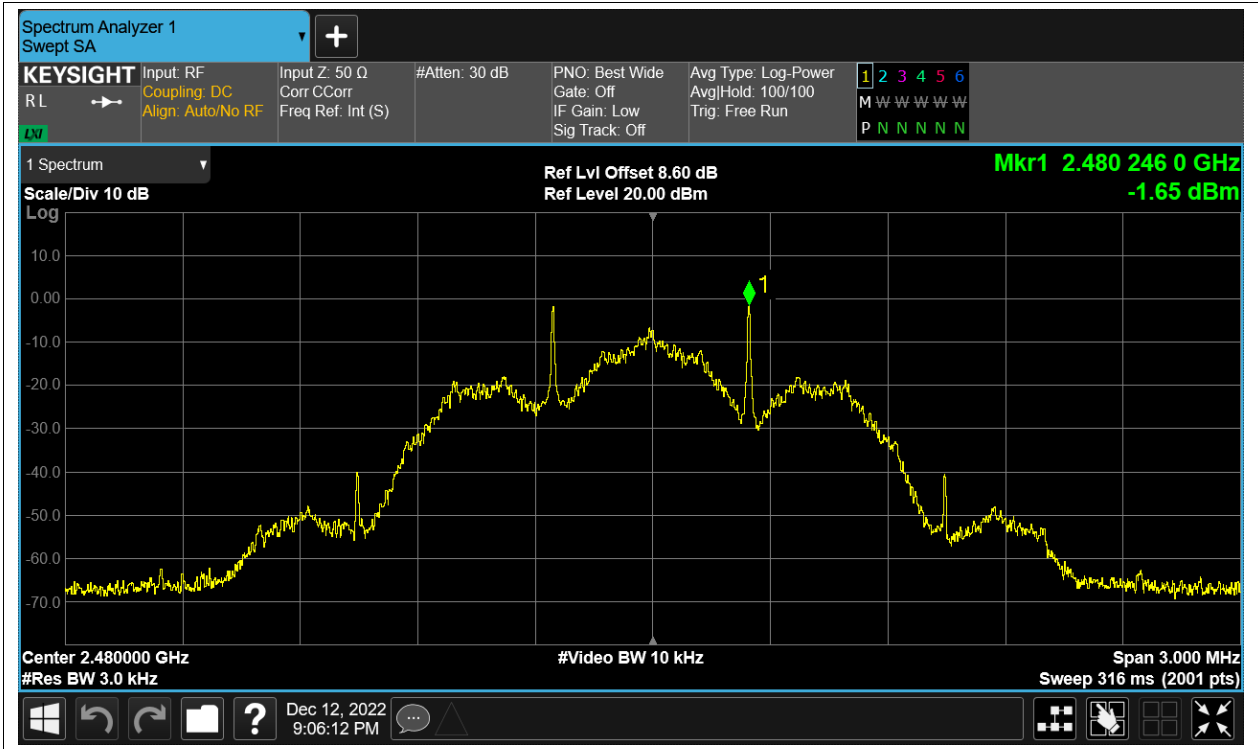 Spectrum Analyzer 1
Swept SA
+
KEYSIGHT
R L
LXI
Input: RF
Coupling: DC
Align: Auto/No RF
Input Z: 50 Ω
Corr CCorr
Freq Ref: Int (S)
#Atten: 30 dB
PNO: Best Wide
Gate: Off
IF Gain: Low
Sig Track: Off
Avg Type: Log-Power
Avg|Hold: 100/100
Trig: Free Run
1 2 3 4 5 6
M W W W W W
P N N N N N
1 Spectrum
Scale/Div 10 dB
Log
Ref Lvl Offset 8.60 dB
Ref Level 20.00 dBm
Mkr1 2.480 246 0 GHz
-1.65 dBm
10.0
0.00
-10.0
-20.0
-30.0
-40.0
-50.0
-60.0
-70.0
1
Center 2.480000 GHz
#Res BW 3.0 kHz
#Video BW 10 kHz
Span 3.000 MHz
Sweep 316 ms (2001 pts)
?
Dec 12, 2022
9:06:12 PM